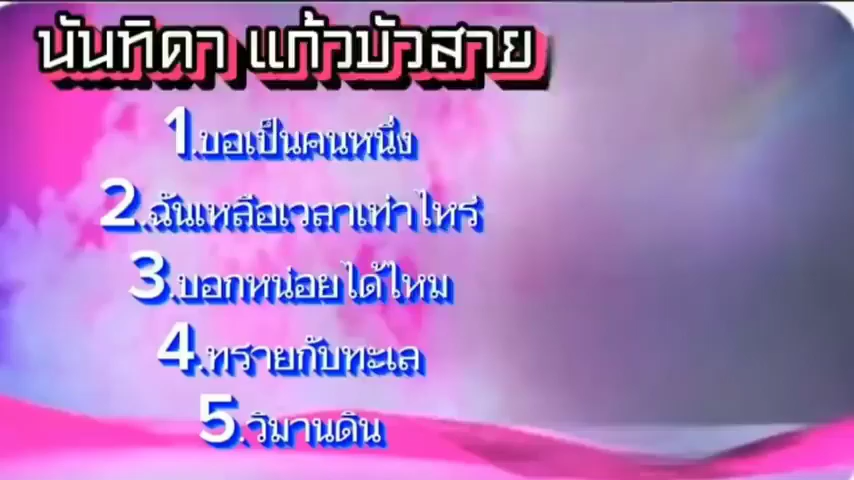 นันทิดา แก้วบัวสาย
1.ขอเป็นคนหนึ่ง
2.ฉันเหลือเวลาเท่าไหร่
3.บอกหน่อยได้ไหม
4.ทรายกับทะเล
5.วิมานดิน